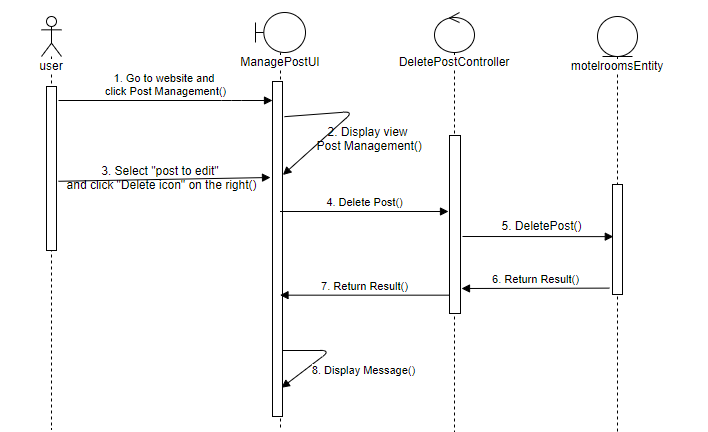 user
ManagePostUI
DeletePostController
motelroomsEntity
1. Go to website and
click Post Management()
2. Display view
Post Management()
3. Select "post to edit"
and click "Delete icon" on the right()
4. Delete Post()
5. DeletePost()
6. Return Result()
7. Return Result()
8. Display Message()